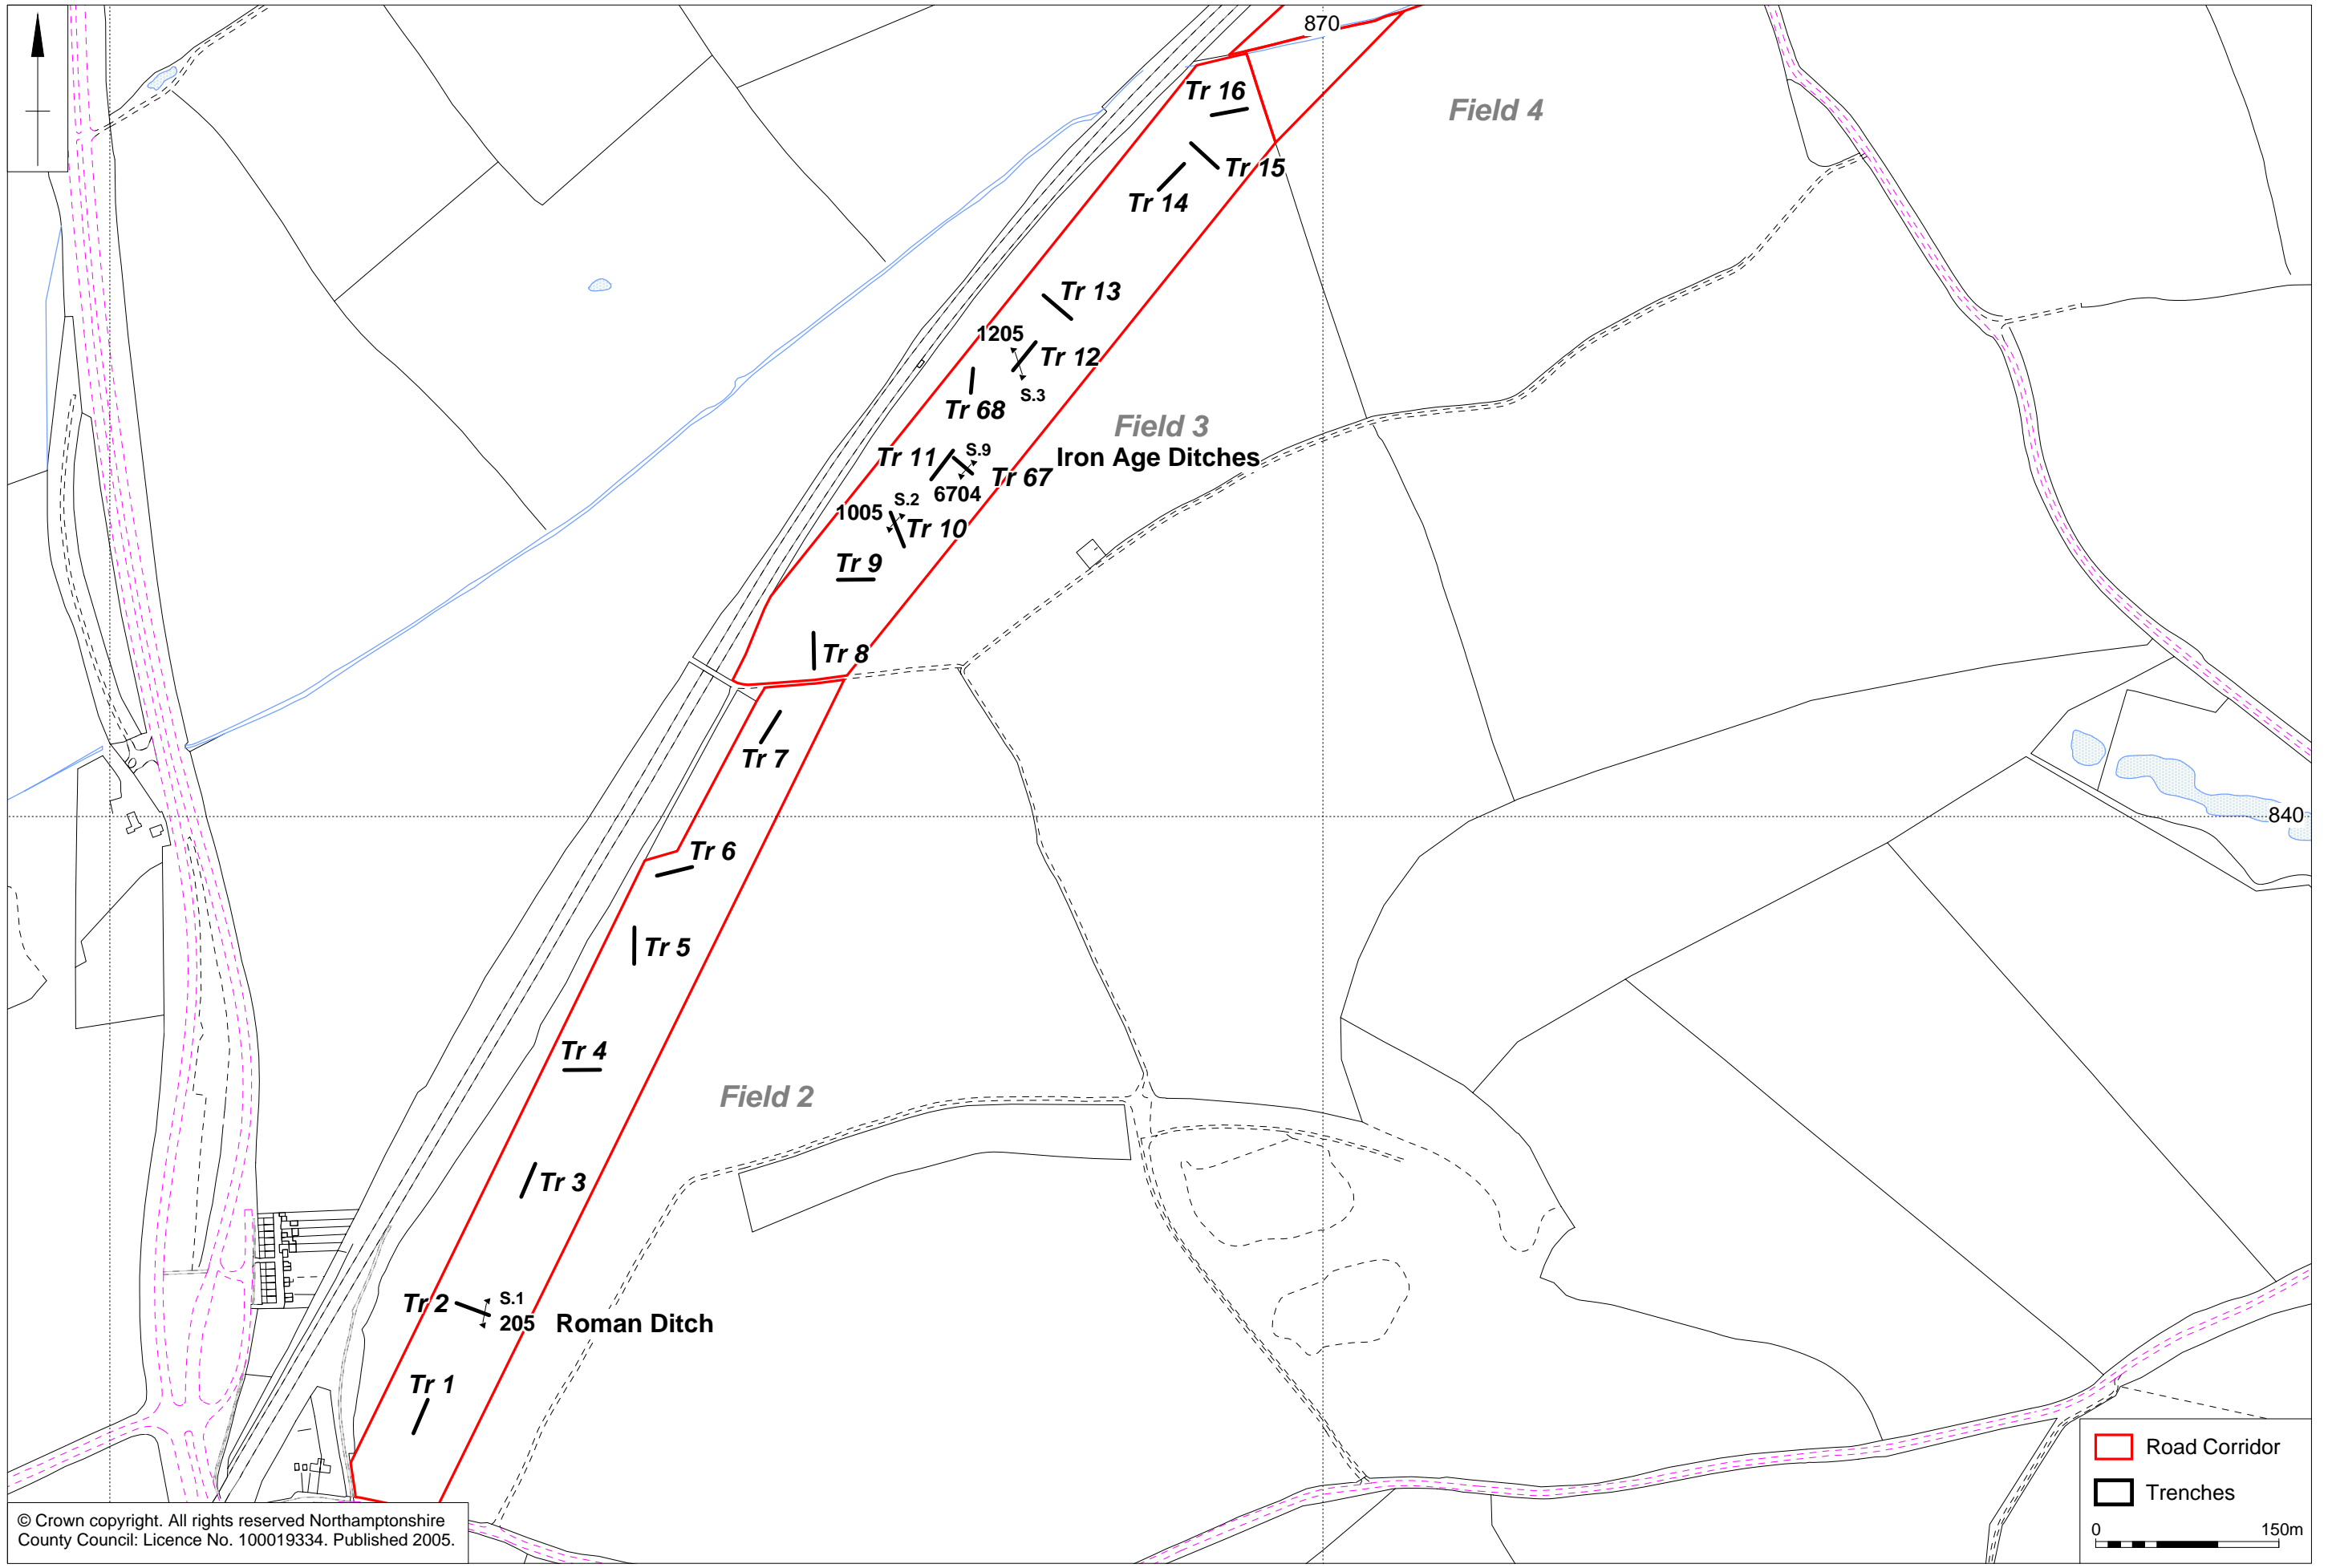 870
Tr 16
Field 4
Tr 15
Tr 14
Tr 13
1205
Tr 12
S.3
Tr 68
Field 3
Iron Age Ditches
Tr 11
S.9
Tr 67
6704
S.2
1005
Tr 10
Tr 9
Tr 8
Tr 7
840
Tr 6
Tr 5
Tr 4
Field 2
Tr 3
Tr 2
S.1
205
Roman Ditch
Tr 1
Road Corridor
Trenches
0 150m
© Crown copyright. All rights reserved Northamptonshire
County Council: Licence No. 100019334. Published 2005.